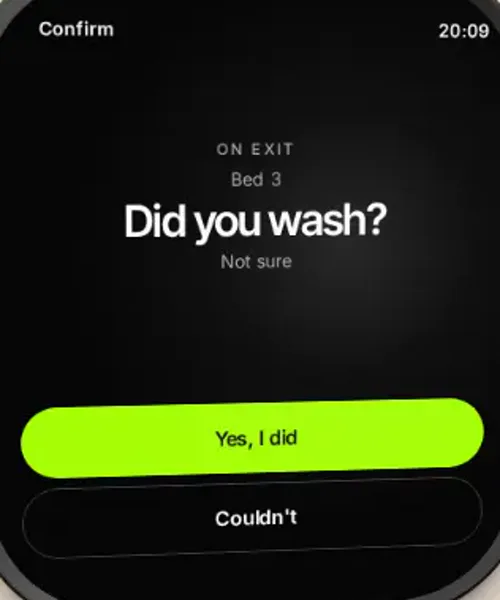 Confirm
20:09
ON EXIT
Bed 3
Did you wash?
Not sure
Yes, I did
Couldn't